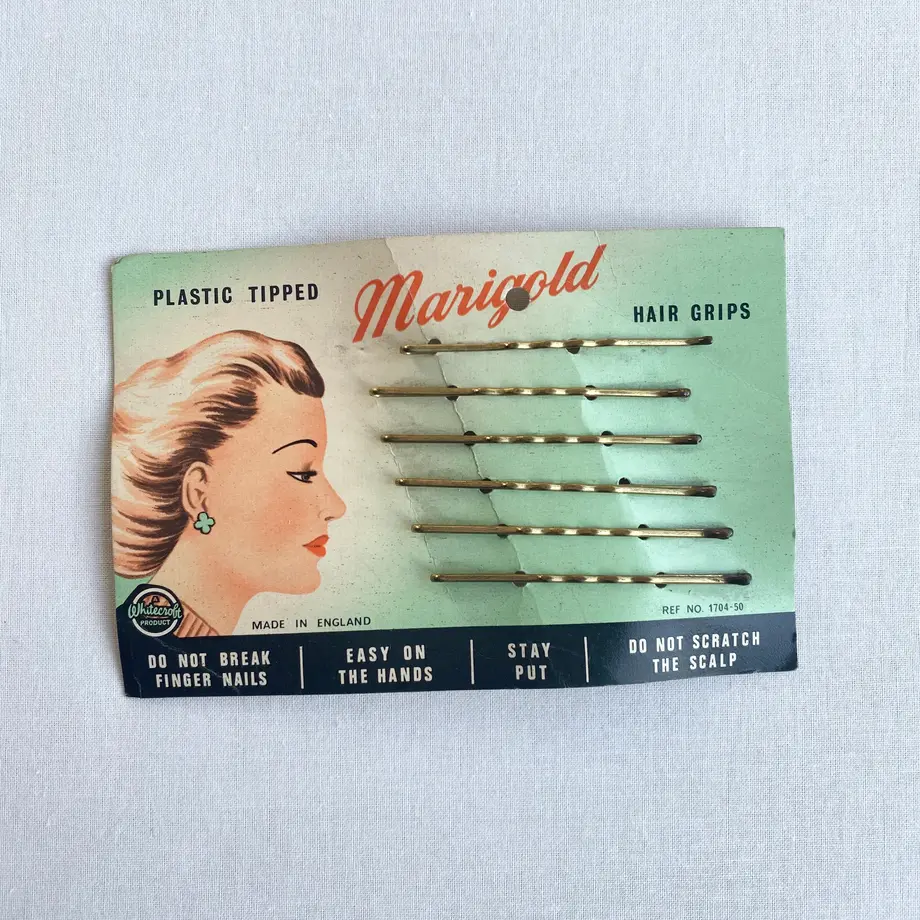 PLASTIC TIPPED
Marigold
HAIR GRIPS
Whitecroft
PRODUCT
MADE IN ENGLAND
REF NO. 1704-50
DO NOT BREAK
FINGER NAILS
EASY ON
THE HANDS
STAY
PUT
DO NOT SCRATCH
THE SCALP